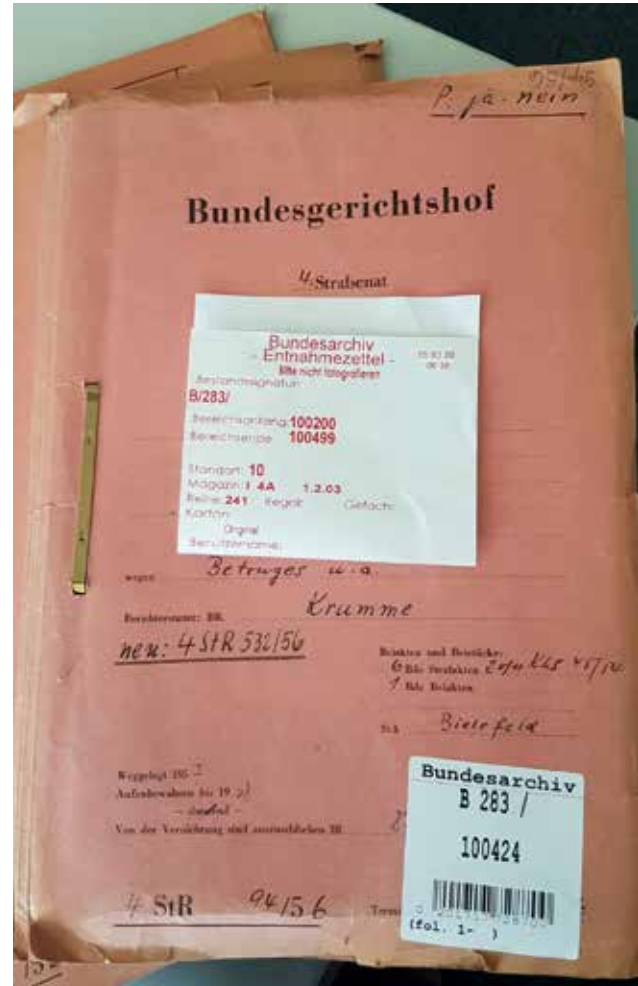 P. ja - nein
Bundesgerichtshof
4. Strafsenat
Bundesarchiv
- Entnahmezettel -
Bitte nicht fotografieren
Bestandssignatur:
B/283/
Bereichsanfang: 100200
Bereichsende: 100499
Standort: 10
Magazin: I 4A 1.2.03
Reihe: 241 Regal: Gefach:
Karton:
Original
Benutzername:
wegen Betruges u.a.
Berichterstatter: BR. Krumme
neu: 4 StR 532/56
Beiakten und Beistücke:
6 Bde Strafakten KLs
1 Bde Beiakten
StA Bielefeld
Weggelegt 195
Aufzubewahren bis 19
Von der Vernichtung sind auszuschließen Bl.
4 StR 94/56
Bundesarchiv
B 283 /
100424
(fol. 1- )